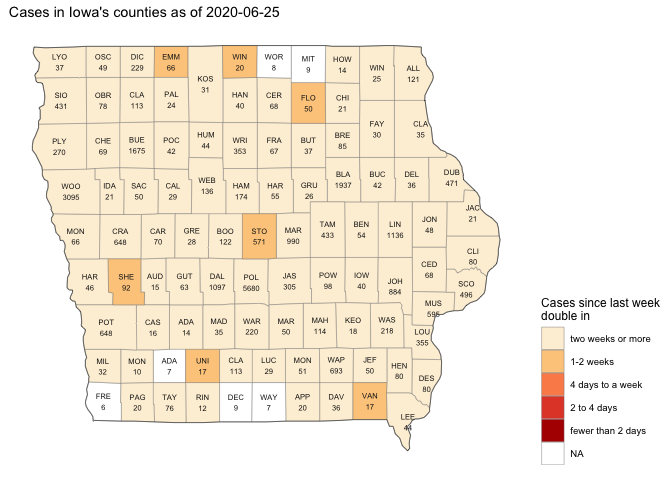 Cases in Iowa's counties as of 2020-06-25
LYO
37
OSC
49
DIC
229
EMM
66
KOS
31
WIN
20
WOR
8
MIT
9
HOW
14
WIN
25
ALL
121
SIO
431
OBR
78
CLA
113
PAL
24
HAN
40
CER
68
FLO
50
CHI
21
FAY
30
CLA
35
PLY
270
CHE
69
BUE
1675
POC
42
HUM
44
WRI
353
FRA
67
BUT
37
BRE
85
WOO
3095
IDA
21
SAC
50
CAL
29
WEB
136
HAM
174
HAR
55
GRU
26
BLA
1937
BUC
42
DEL
36
DUB
471
JAC
21
MON
66
CRA
648
CAR
70
GRE
28
BOO
122
STO
571
MAR
990
TAM
433
BEN
54
LIN
1136
JON
48
CLI
80
HAR
46
SHE
92
AUD
15
GUT
63
DAL
1097
POL
5680
JAS
305
POW
98
IOW
40
JOH
884
CED
68
SCO
496
MUS
595
POT
648
CAS
16
ADA
14
MAD
35
WAR
220
MAR
50
MAH
114
KEO
18
WAS
218
LOU
355
MIL
32
MON
10
ADA
7
UNI
17
CLA
113
LUC
29
MON
51
WAP
693
JEF
50
HEN
80
DES
80
FRE
6
PAG
20
TAY
76
RIN
12
DEC
9
WAY
7
APP
20
DAV
36
VAN
17
LEE
44
Cases since last week
double in
two weeks or more
1-2 weeks
4 days to a week
2 to 4 days
fewer than 2 days
NA